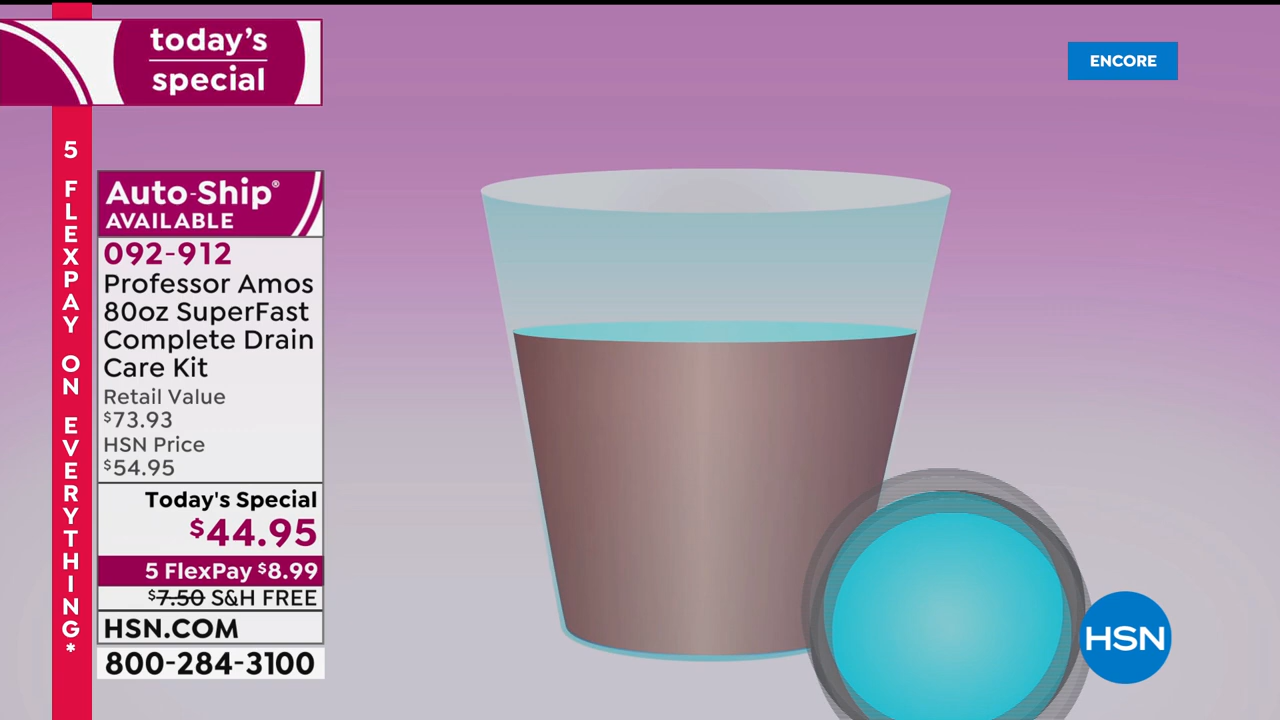 today's
special
ENCORE
5 FLEXPAY ON EVERYTHING*
Auto-Ship®
AVAILABLE
092-912
Professor Amos
80oz SuperFast
Complete Drain
Care Kit
Retail Value
$73.93
HSN Price
$54.95
Today's Special
$44.95
5 FlexPay $8.99
$7.50 S&H FREE
HSN.COM
800-284-3100
HSN